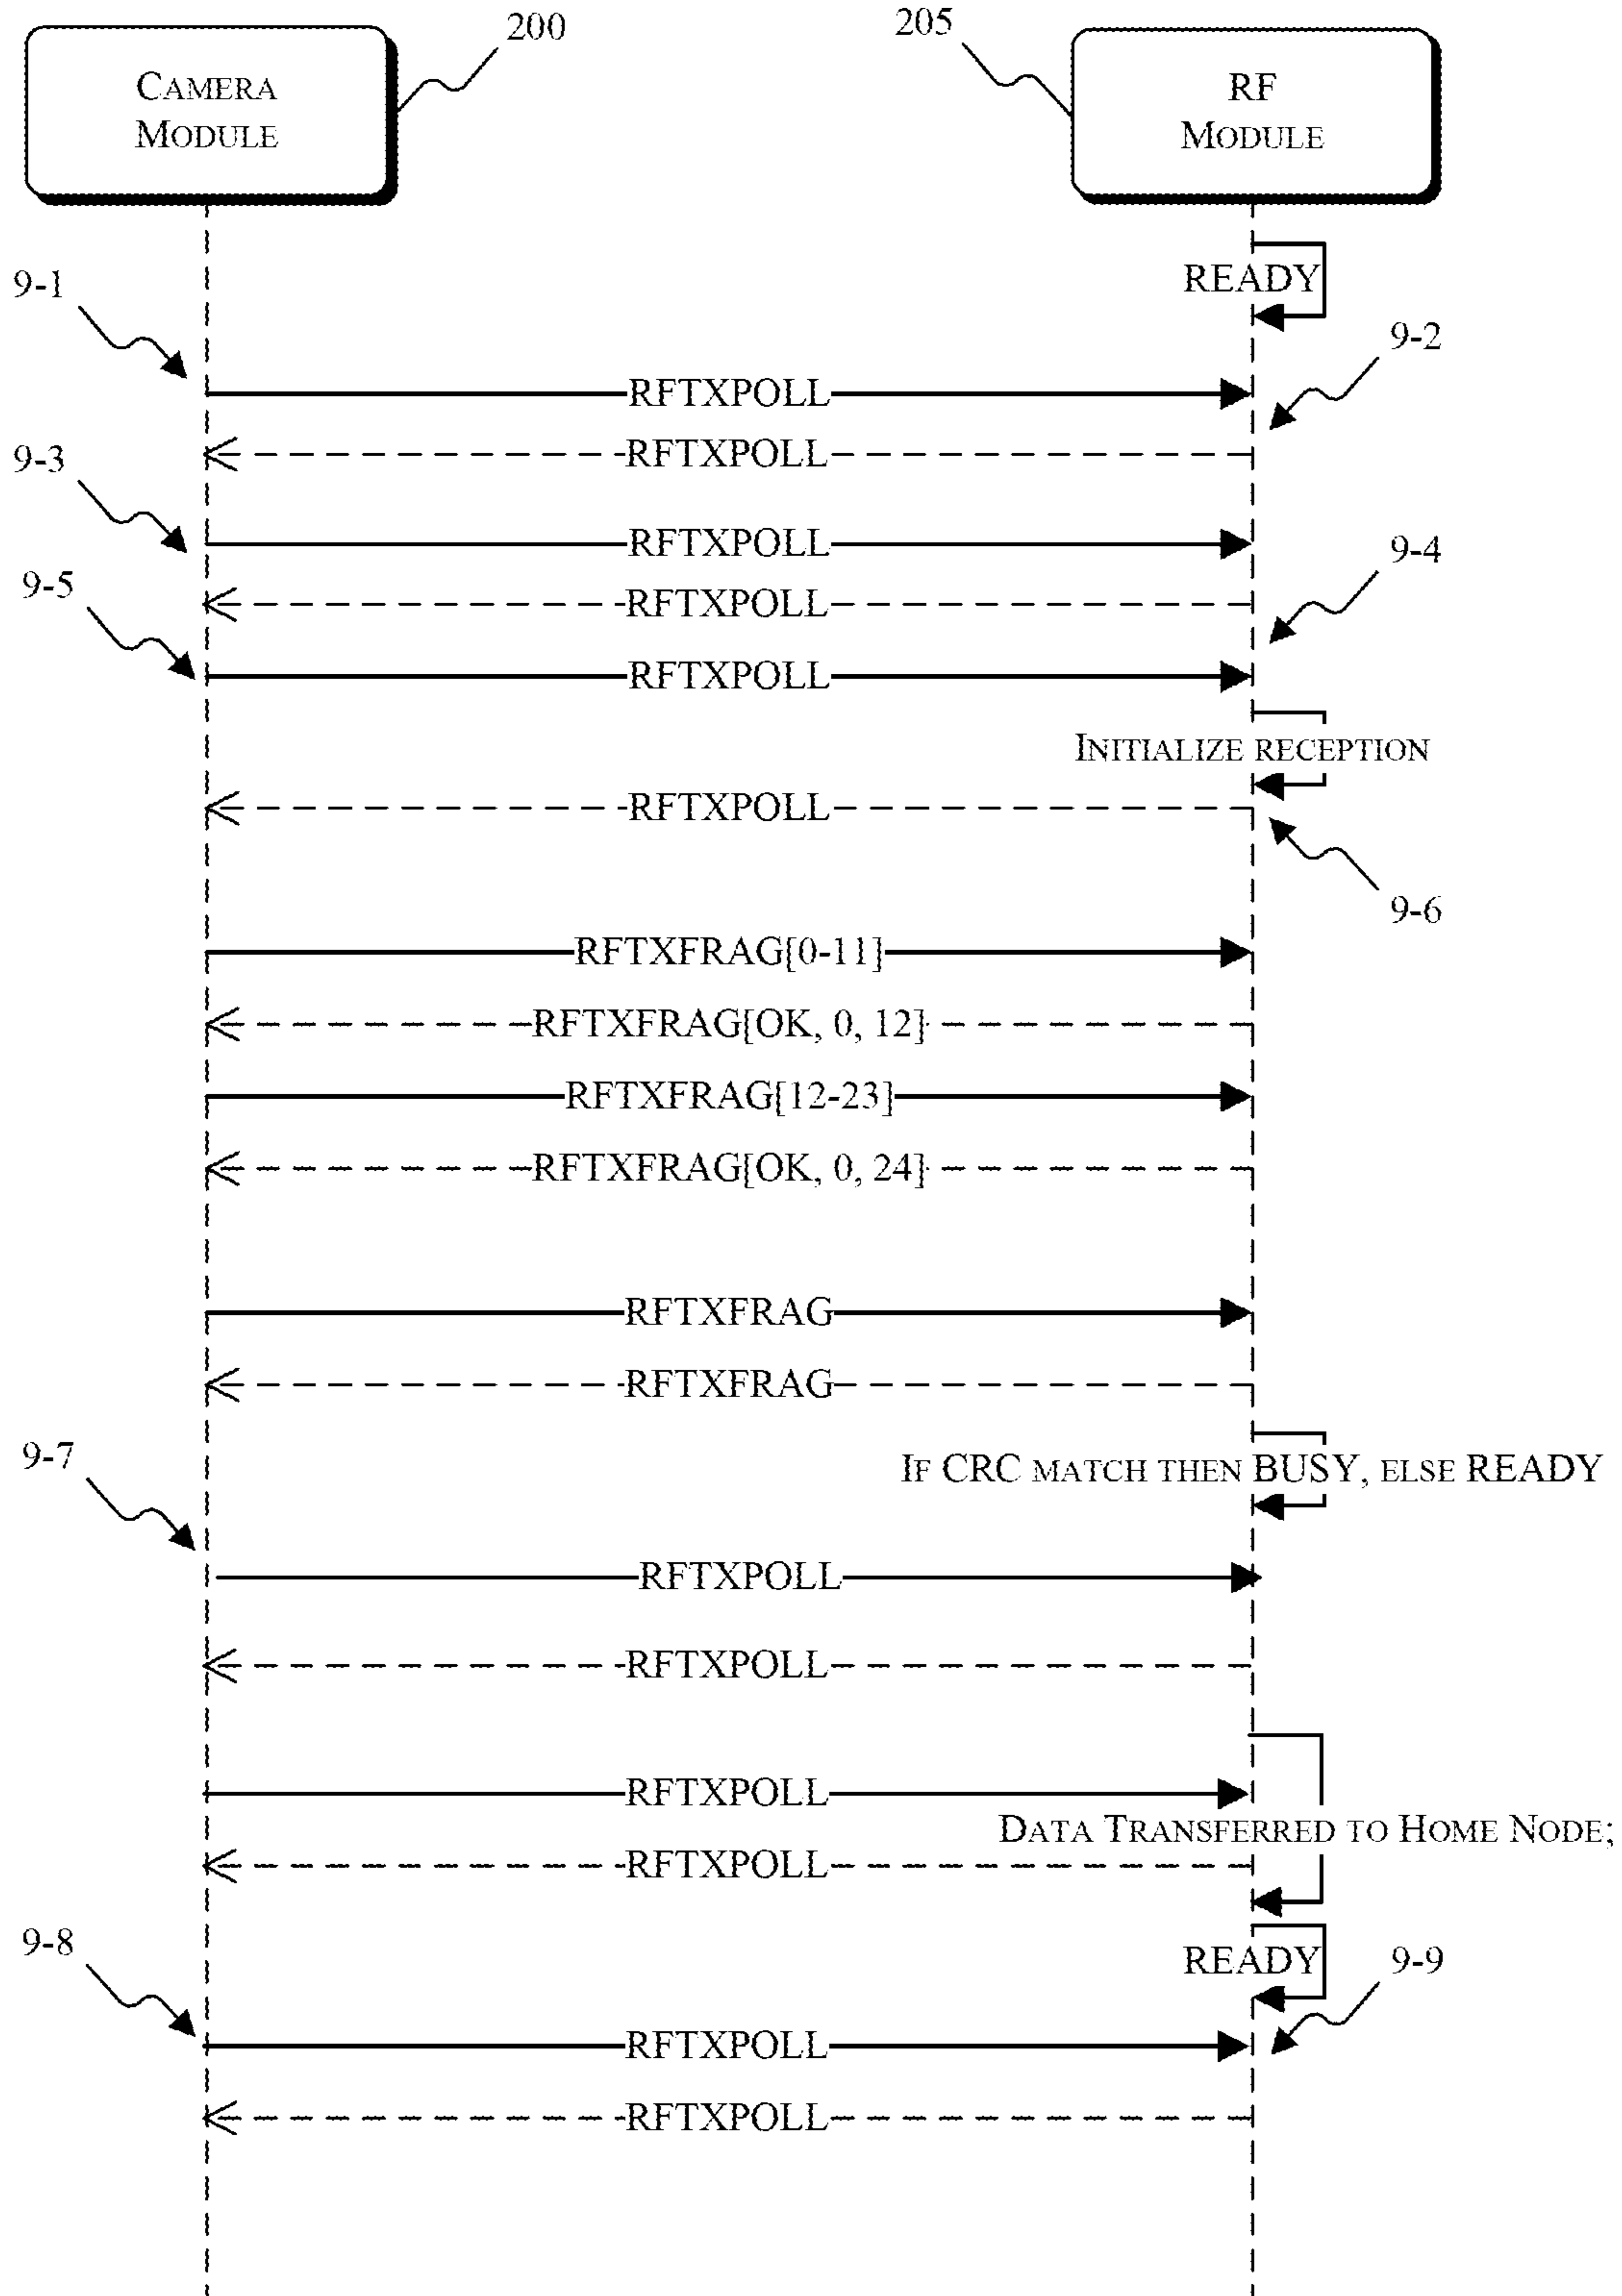 200
205
CAMERA
MODULE
RF
MODULE
READY
9-1
9-2
RFTXPOLL
RFTXPOLL
9-3
RFTXPOLL
9-4
9-5
RFTXPOLL
RFTXPOLL
INITIALIZE RECEPTION
RFTXPOLL
9-6
RFTXFRAG[0-11]
RFTXFRAG[OK, 0, 12]
RFTXFRAG[12-23]
RFTXFRAG[OK, 0, 24]
RFTXFRAG
RFTXFRAG
9-7
IF CRC MATCH THEN BUSY, ELSE READY
RFTXPOLL
RFTXPOLL
RFTXPOLL
DATA TRANSFERRED TO HOME NODE;
RFTXPOLL
9-8
READY
9-9
RFTXPOLL
RFTXPOLL